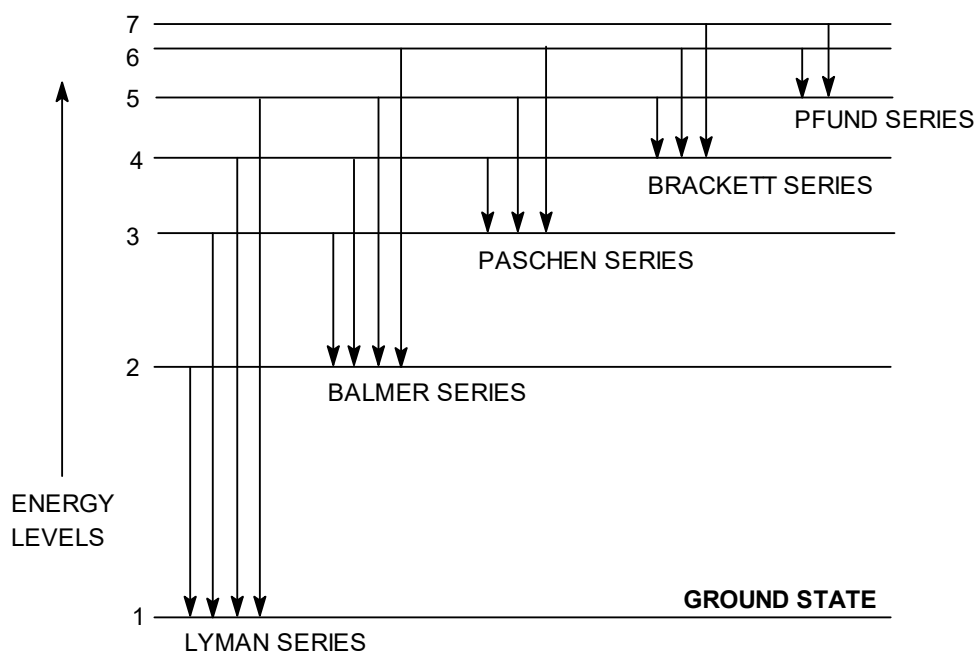 7
6
5
PFUND SERIES
4
BRACKETT SERIES
3
PASCHEN SERIES
2
BALMER SERIES
ENERGY
LEVELS
GROUND STATE
1
LYMAN SERIES